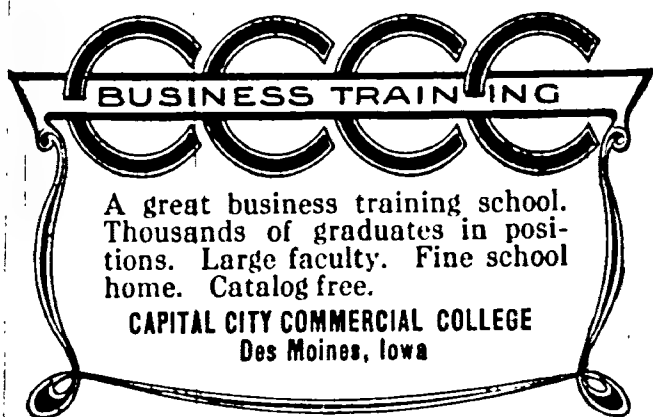 CCCC
BUSINESS TRAINING
A great business training school.
Thousands of graduates in posi-
tions. Large faculty. Fine school
home. Catalog free.
CAPITAL CITY COMMERCIAL COLLEGE
Des Moines, Iowa